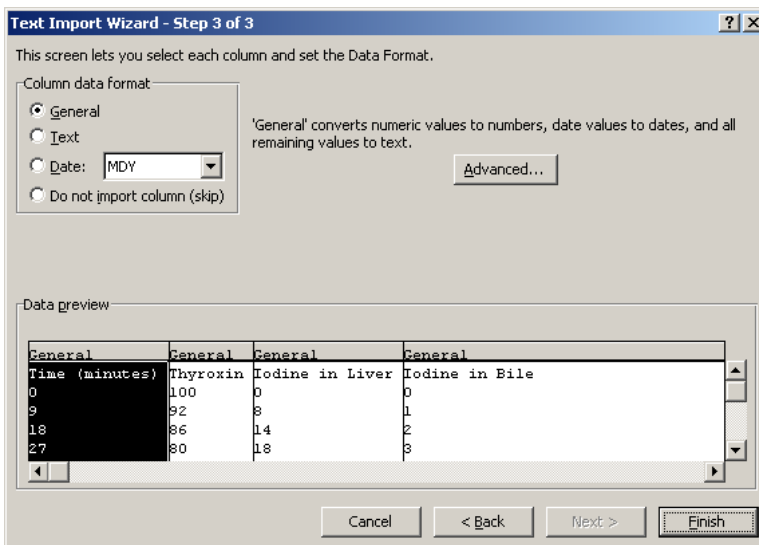 Text Import Wizard - Step 3 of 3
This screen lets you select each column and set the Data Format.
Column data format
General
Text
Date: MDY
Do not import column (skip)
'General' converts numeric values to numbers, date values to dates, and all
remaining values to text.
Advanced...
Data preview
General General General General
Time (minutes) Thyroxin Iodine in Liver Iodine in Bile
0 100 0 0
9 92 8 1
18 86 14 2
27 80 18 3
Cancel < Back Next > Finish